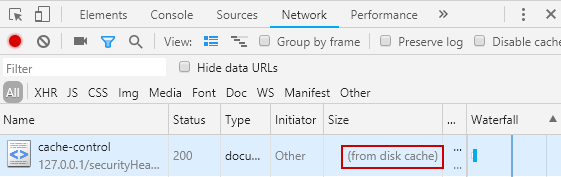 Elements Console Sources Network Performance »
View: Group by frame Preserve log Disable cache
Filter Hide data URLs
All XHR JS CSS Img Media Font Doc WS Manifest Other
Name Status Type Initiator Size ... Waterfall
cache-control 200 docu... Other (from disk cache) ...
127.0.0.1/securityHea... ...